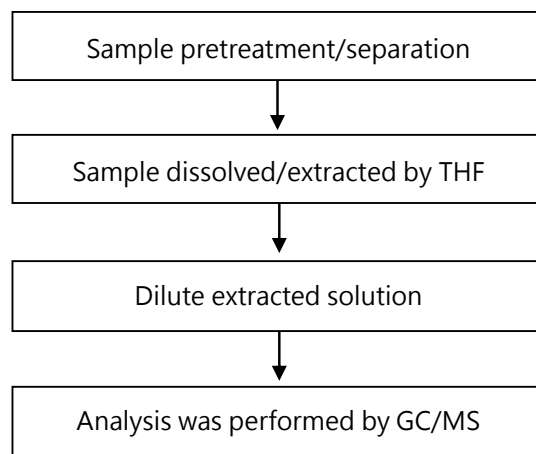 Sample pretreatment/separation
Sample dissolved/extracted by THF
Dilute extracted solution
Analysis was performed by GC/MS